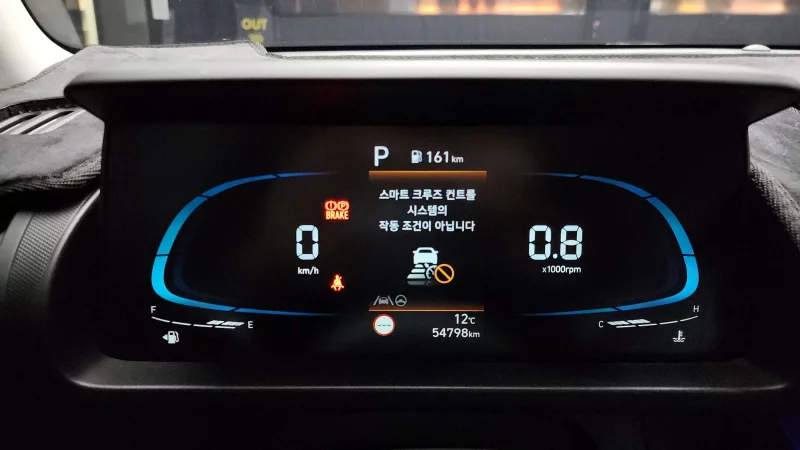 OUT
P 161 km
스마트 크루즈 컨트롤
시스템의
작동 조건이 아닙니다
(!) (P)
BRAKE
0
km/h
0.8
x1000rpm
F E
C H
12℃
54798km